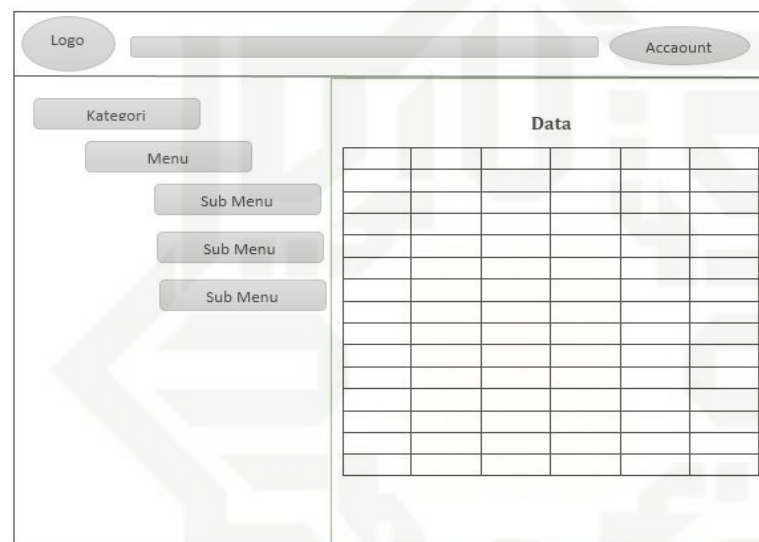 Logo
Accaount
Kategori
Menu
Sub Menu
Sub Menu
Sub Menu
Data